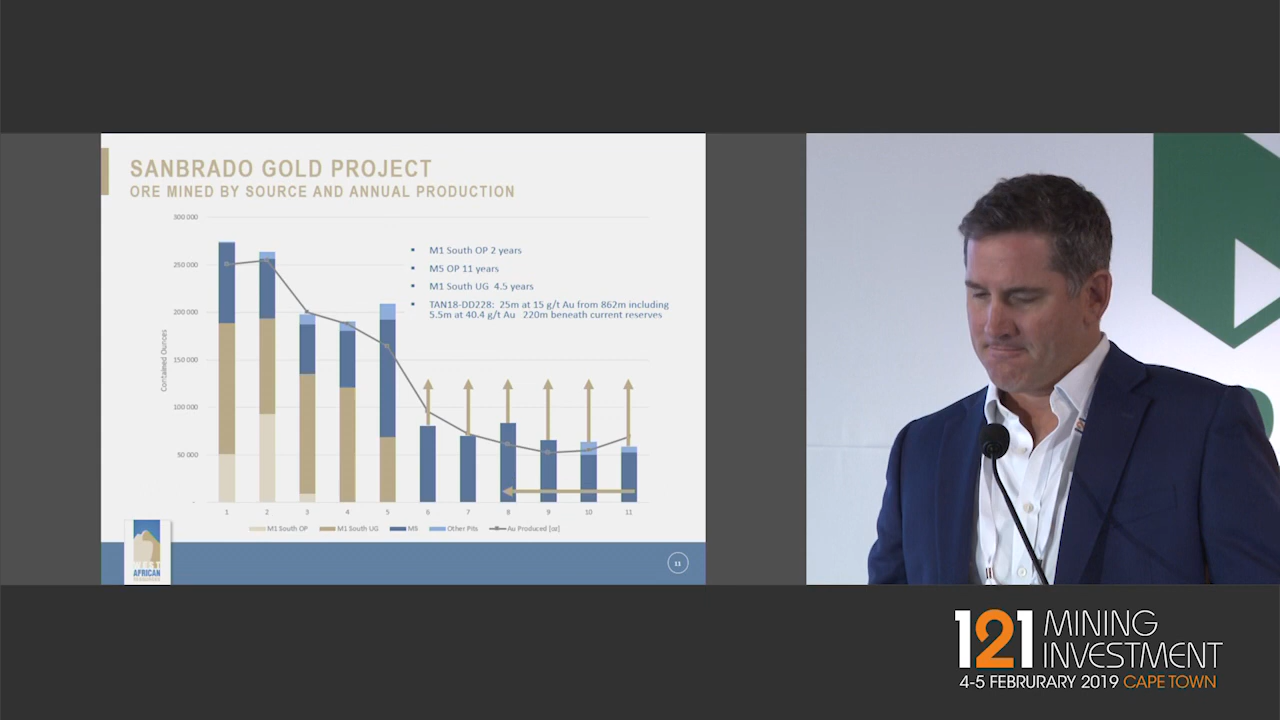 SANBRADO GOLD PROJECT
ORE MINED BY SOURCE AND ANNUAL PRODUCTION
300 000
250 000
200 000
150 000
100 000
50 000
-
Contained Ounces
▪ M1 South OP 2 years
▪ M5 OP 11 years
▪ M1 South UG 4.5 years
▪ TAN18-DD228: 25m at 15 g/t Au from 862m including
5.5m at 40.4 g/t Au 220m beneath current reserves
1 2 3 4 5 6 7 8 9 10 11
M1 South OP M1 South UG M5 Other Pits Au Produced [oz]
AFRICAN
11
121 MINING
INVESTMENT
4-5 FEBRURARY 2019 CAPE TOWN